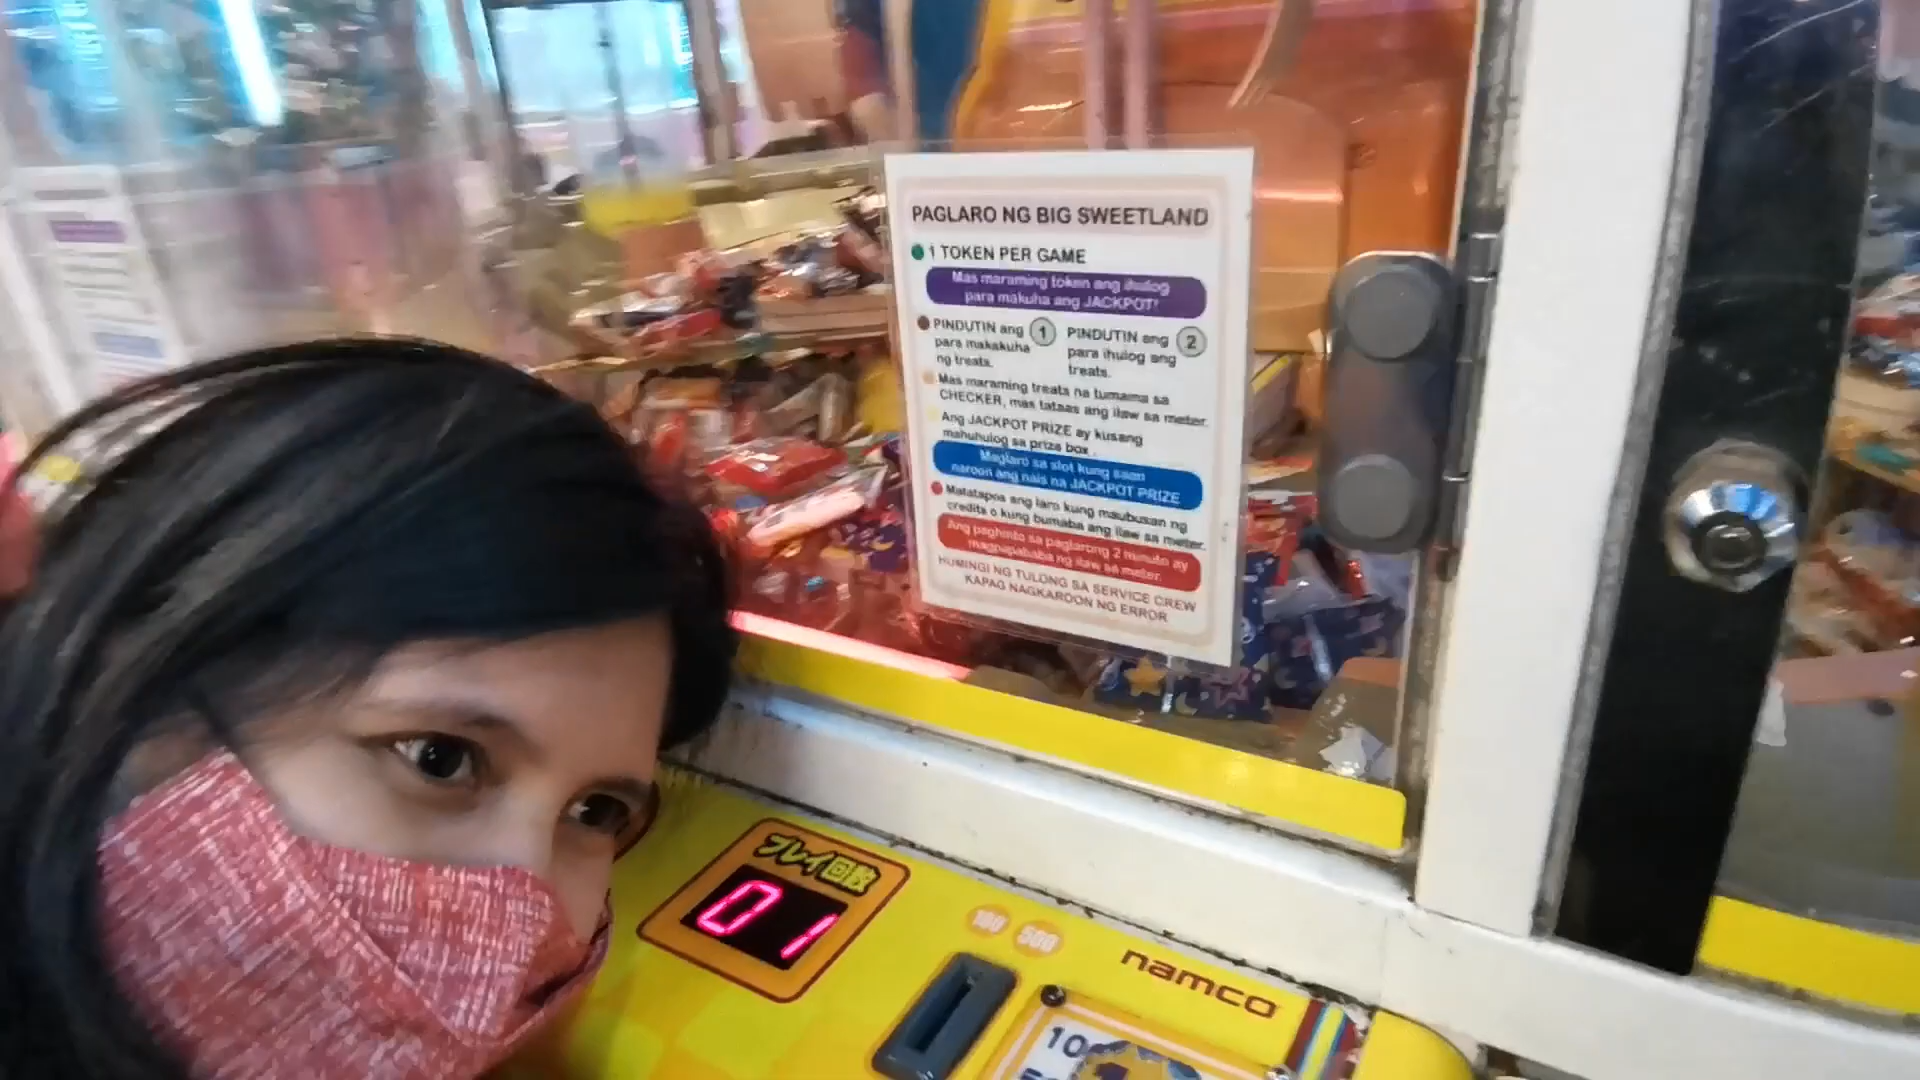 PAGLARO NG BIG SWEETLAND
1 TOKEN PER GAME
Mas maraming token ang ihulog
para makuha ang JACKPOT!
PINDUTIN ang 1
para makakuha
ng treats.
PINDUTIN ang 2
para ihulog ang
treats.
Mas maraming treats na tumama sa
CHECKER, mas tataas ang ilaw sa meter.
Ang JACKPOT PRIZE ay kusang
mahuhulog sa prize box.
Maglaro sa slot kung saan
naroon ang nais na JACKPOT PRIZE
Matatapos ang laro kung maubusan ng
credits o kung bumaba ang ilaw sa meter.
Ang paghinto sa paglarong 2 minuto ay
magpapababa ng ilaw sa meter.
HUMINGI NG TULONG SA SERVICE CREW
KAPAG NAGKAROON NG ERROR
プレイ回数
01
100 500
namco
10